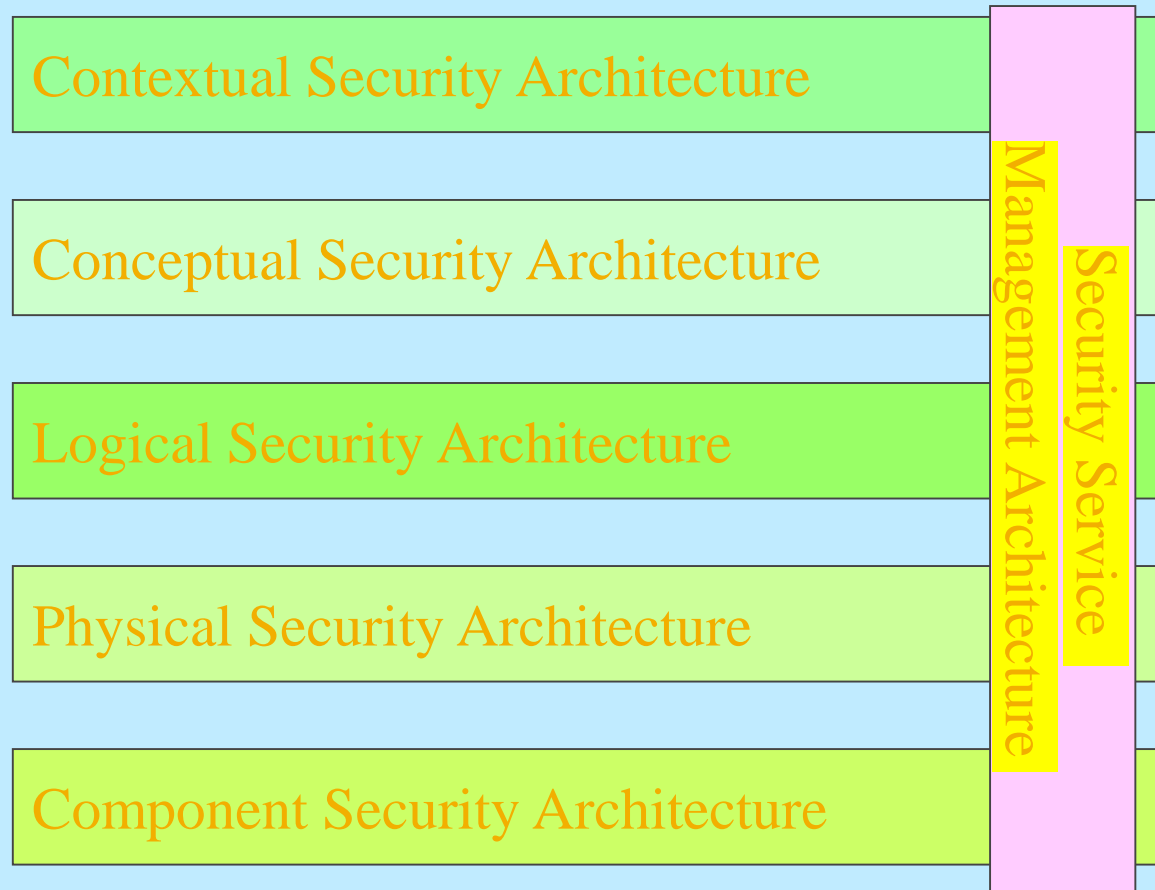 Contextual Security Architecture
Conceptual Security Architecture
Logical Security Architecture
Physical Security Architecture
Component Security Architecture
Security Service
Management Architecture